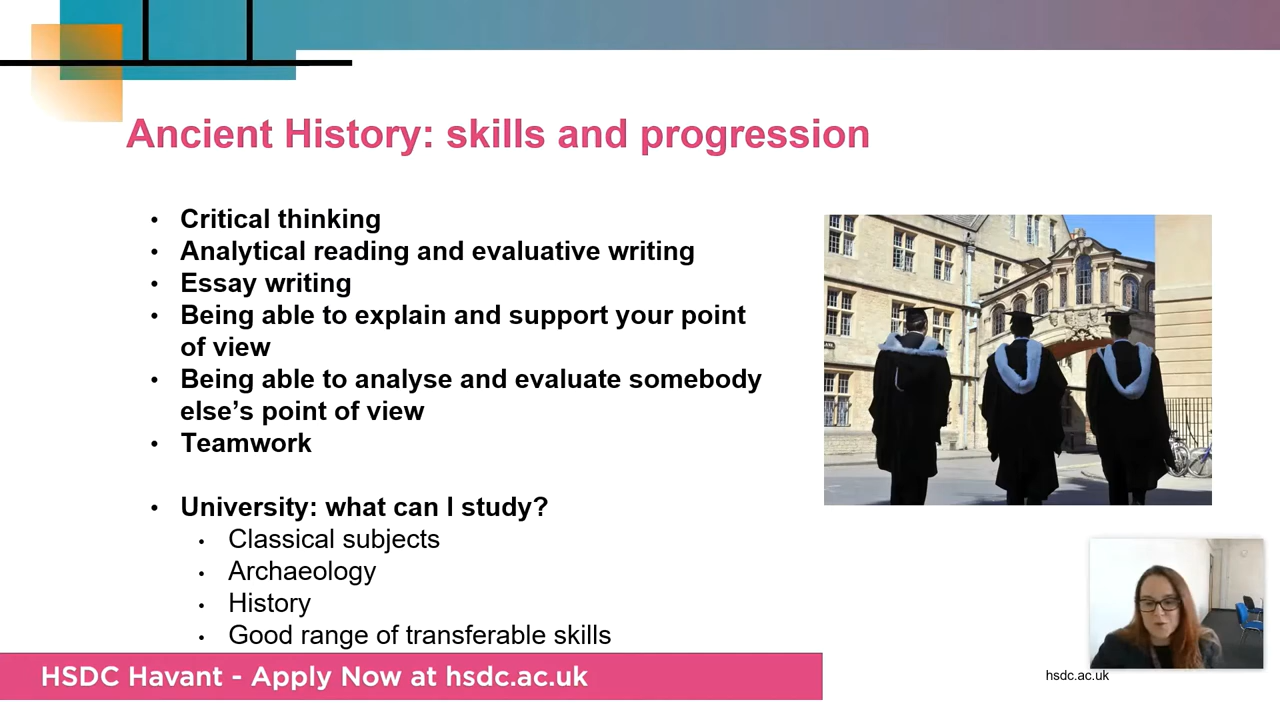 Ancient History: skills and progression
• Critical thinking
• Analytical reading and evaluative writing
• Essay writing
• Being able to explain and support your point
of view
• Being able to analyse and evaluate somebody
else’s point of view
• Teamwork
• University: what can I study?
• Classical subjects
• Archaeology
• History
• Good range of transferable skills
HSDC Havant - Apply Now at hsdc.ac.uk
hsdc.ac.uk